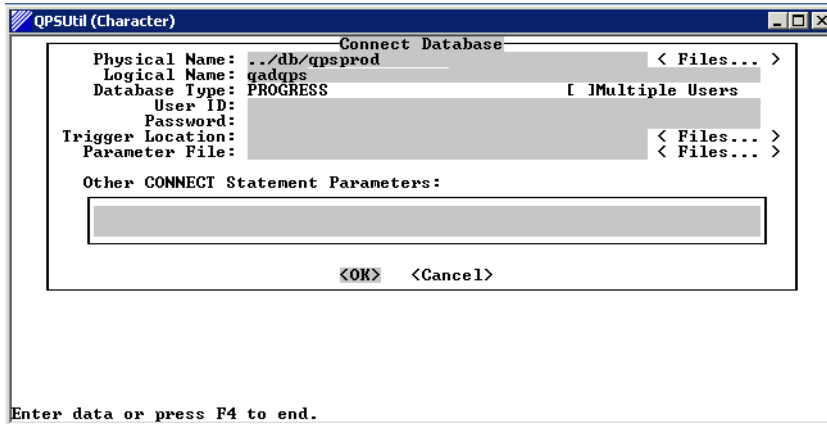 QPSUtil (Character)
Connect Database
Physical Name: ../db/qpsprod < Files... >
Logical Name: qadqps
Database Type: PROGRESS [ ]Multiple Users
User ID:
Password:
Trigger Location: < Files... >
Parameter File: < Files... >
Other CONNECT Statement Parameters:
<OK> <Cancel>
Enter data or press F4 to end.